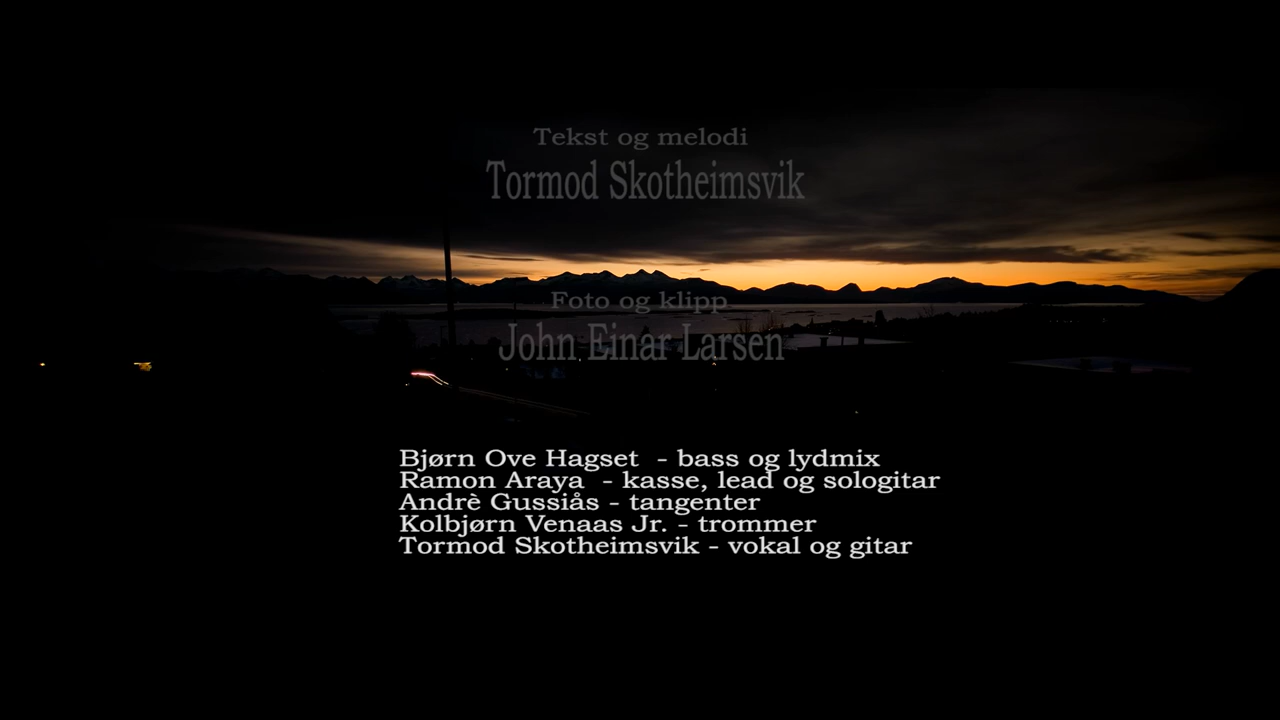 Tekst og melodi
Tormod Skotheimsvik
Foto og klipp
John Einar Larsen
Bjørn Ove Hagset - bass og lydmix
Ramon Araya - kasse, lead og sologitar
Andrè Gussiås - tangenter
Kolbjørn Venaas Jr. - trommer
Tormod Skotheimsvik - vokal og gitar